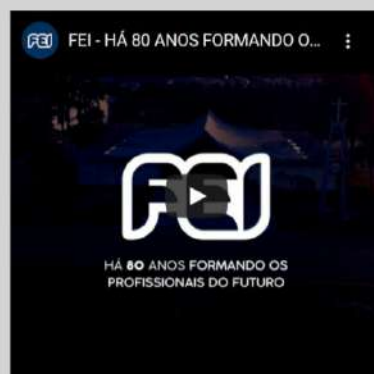 FEI FEI - HÁ 80 ANOS FORMANDO O...
FEI
HÁ 80 ANOS FORMANDO OS
PROFISSIONAIS DO FUTURO